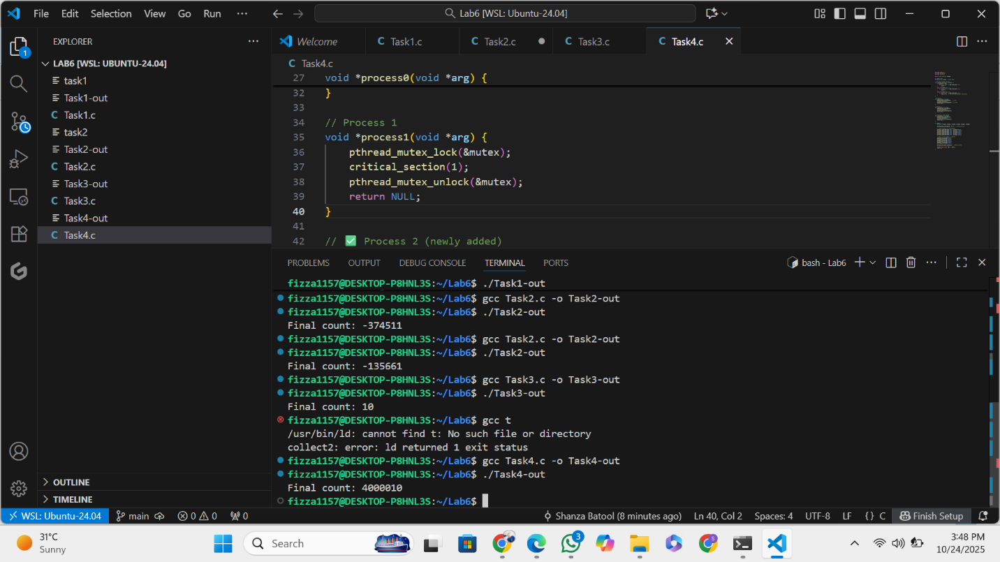 File Edit Selection View Go Run ··· Lab6 [WSL: Ubuntu-24.04]
EXPLORER ···
1
LAB6 [WSL: UBUNTU-24.04]
task1
Task1-out
C Task1.c
task2
Task2-out
C Task2.c
Task3-out
C Task3.c
Task4-out
C Task4.c
OUTLINE
TIMELINE
Welcome C Task1.c C Task2.c C Task3.c C Task4.c
C Task4.c
27 void *process0(void *arg) {
32 }
33
34 // Process 1
35 void *process1(void *arg) {
36 pthread_mutex_lock(&mutex);
37 critical_section(1);
38 pthread_mutex_unlock(&mutex);
39 return NULL;
40 }
41
42 // ✅ Process 2 (newly added)
PROBLEMS OUTPUT DEBUG CONSOLE TERMINAL PORTS bash - Lab6
fizza1157@DESKTOP-P8HNL3S:~/Lab6$ ./Task1-out
fizza1157@DESKTOP-P8HNL3S:~/Lab6$ gcc Task2.c -o Task2-out
fizza1157@DESKTOP-P8HNL3S:~/Lab6$ ./Task2-out
Final count: -374511
fizza1157@DESKTOP-P8HNL3S:~/Lab6$ gcc Task2.c -o Task2-out
fizza1157@DESKTOP-P8HNL3S:~/Lab6$ ./Task2-out
Final count: -135661
fizza1157@DESKTOP-P8HNL3S:~/Lab6$ gcc Task3.c -o Task3-out
fizza1157@DESKTOP-P8HNL3S:~/Lab6$ ./Task3-out
Final count: 10
fizza1157@DESKTOP-P8HNL3S:~/Lab6$ gcc t
/usr/bin/ld: cannot find t: No such file or directory
collect2: error: ld returned 1 exit status
fizza1157@DESKTOP-P8HNL3S:~/Lab6$ gcc Task4.c -o Task4-out
fizza1157@DESKTOP-P8HNL3S:~/Lab6$ ./Task4-out
Final count: 4000010
fizza1157@DESKTOP-P8HNL3S:~/Lab6$
WSL: Ubuntu-24.04 main 0 0 0 Shanza Batool (8 minutes ago) Ln 40, Col 2 Spaces: 4 UTF-8 LF {} C Finish Setup
31°C
Sunny
Search
3
3:48 PM
10/24/2025